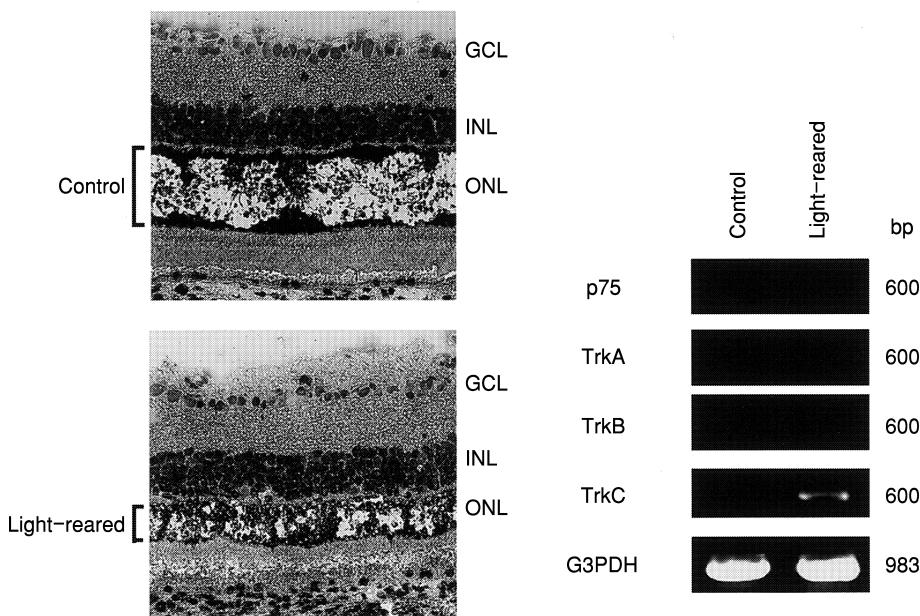 GCL
INL
Control
ONL
GCL
INL
Light-reared
ONL
Control
Light-reared
bp
p75
600
TrkA
600
TrkB
600
TrkC
600
G3PDH
983